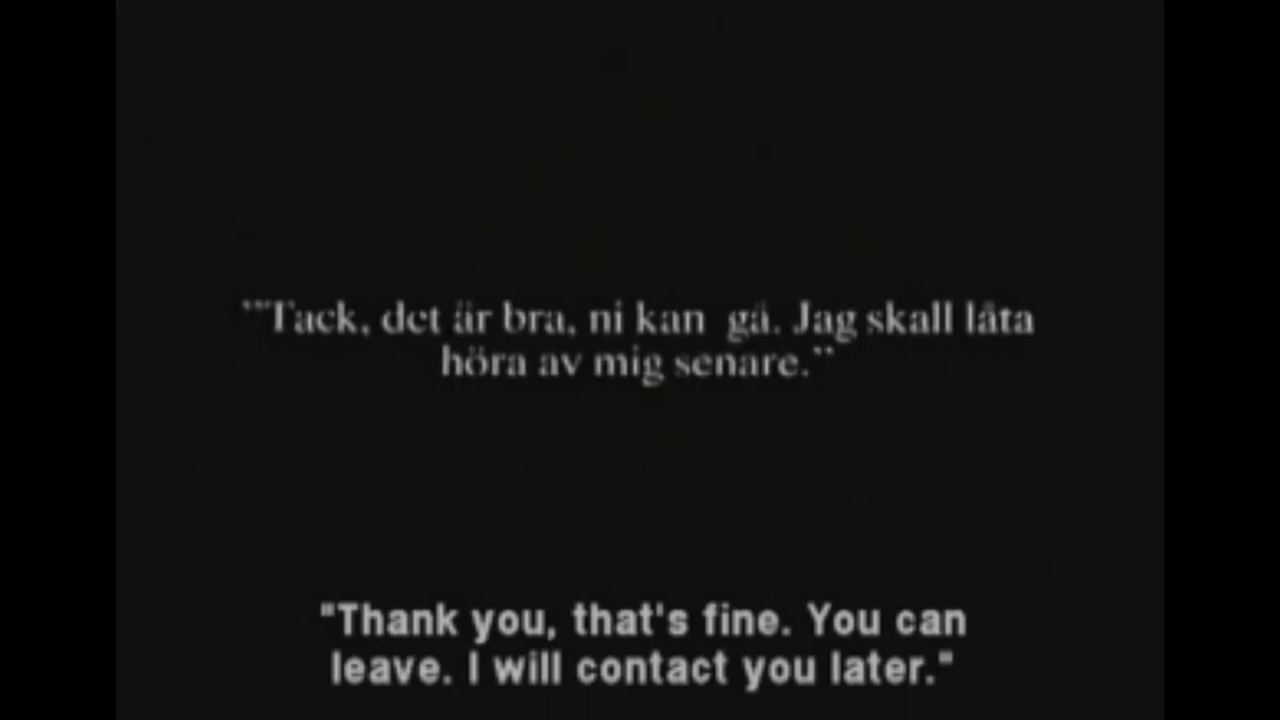 ""Tack, det är bra, ni kan gå. Jag skall låta
höra av mig senare."
"Thank you, that's fine. You can
leave. I will contact you later."